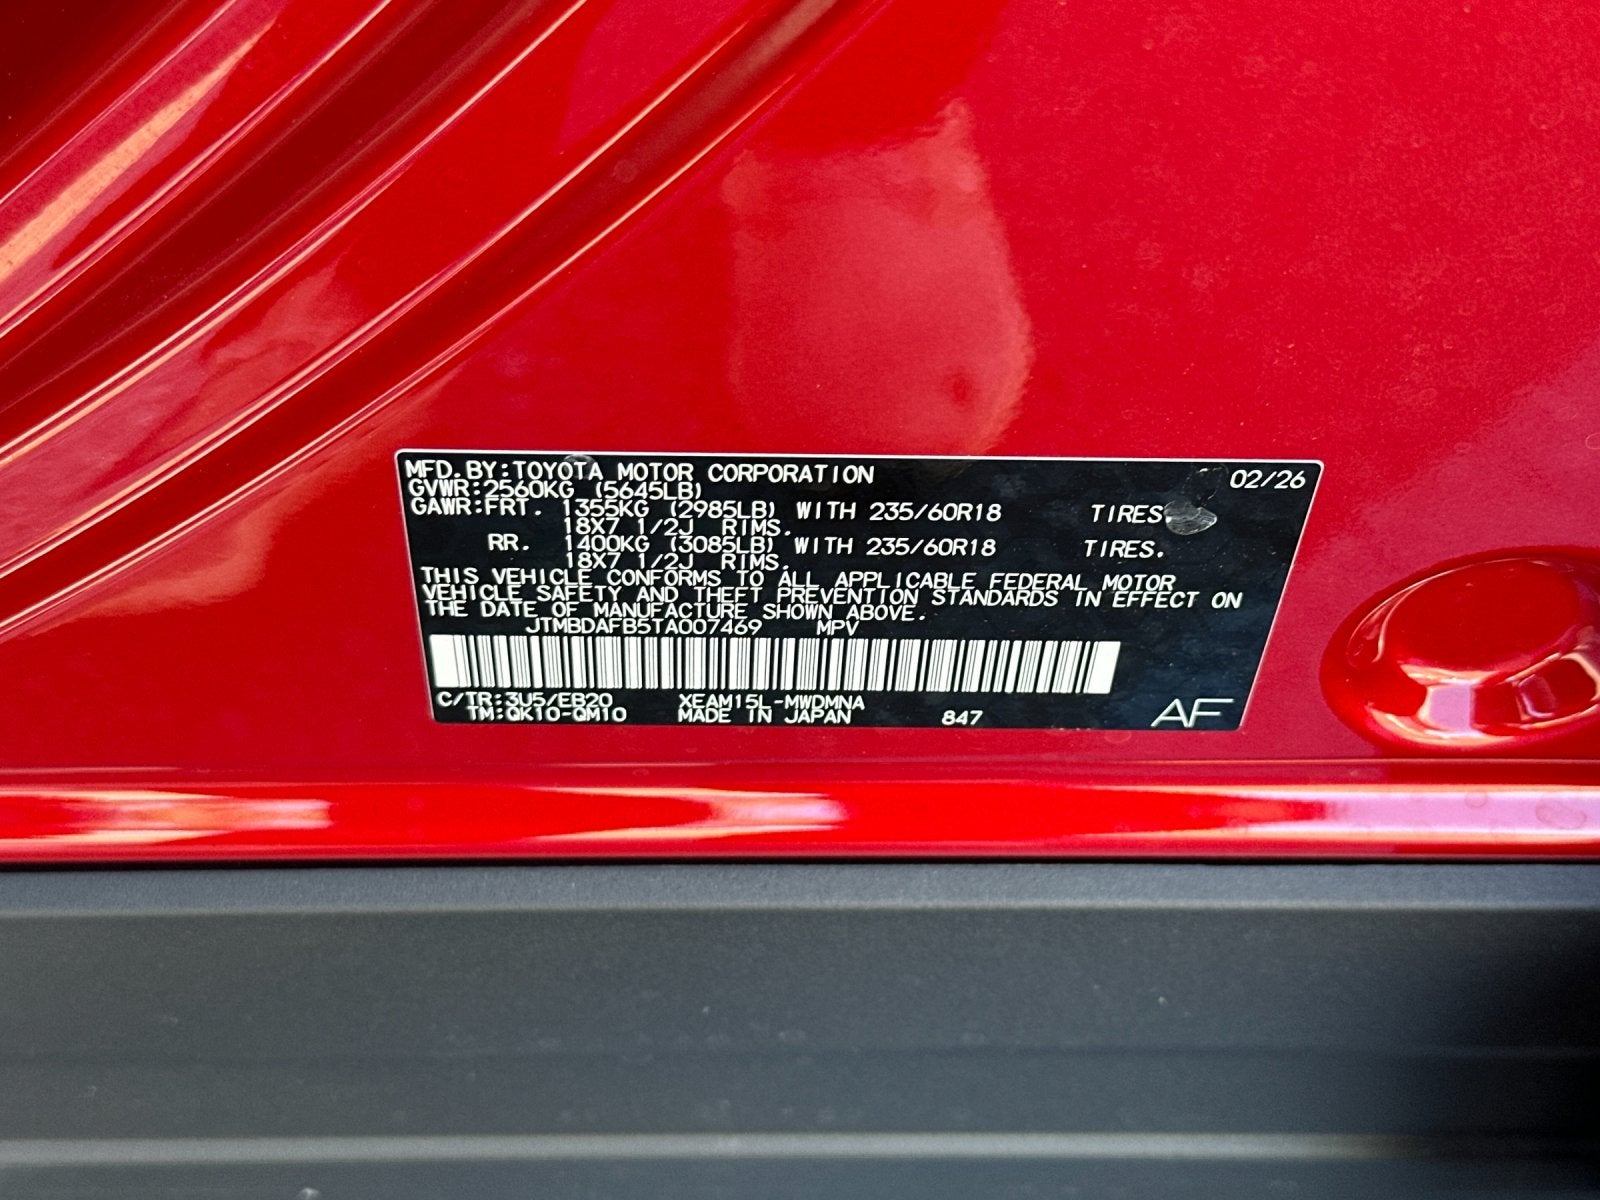 MFD.BY:TOYOTA MOTOR CORPORATION 02/26
GVWR:2560KG (5645LB)
GAWR:FRT. 1355KG (2985LB) WITH 235/60R18 TIRES
18X7 1/2J RIMS.
RR. 1400KG (3085LB) WITH 235/60R18 TIRES.
18X7 1/2J RIMS.
THIS VEHICLE CONFORMS TO ALL APPLICABLE FEDERAL MOTOR
VEHICLE SAFETY AND THEFT PREVENTION STANDARDS IN EFFECT ON
THE DATE OF MANUFACTURE SHOWN ABOVE.
JTMBDAFB5TA007469 MPV
C/TR:3U5/EB20 XEAM15L-MWDMNA
TM:QK10-QM10 MADE IN JAPAN 847 AF